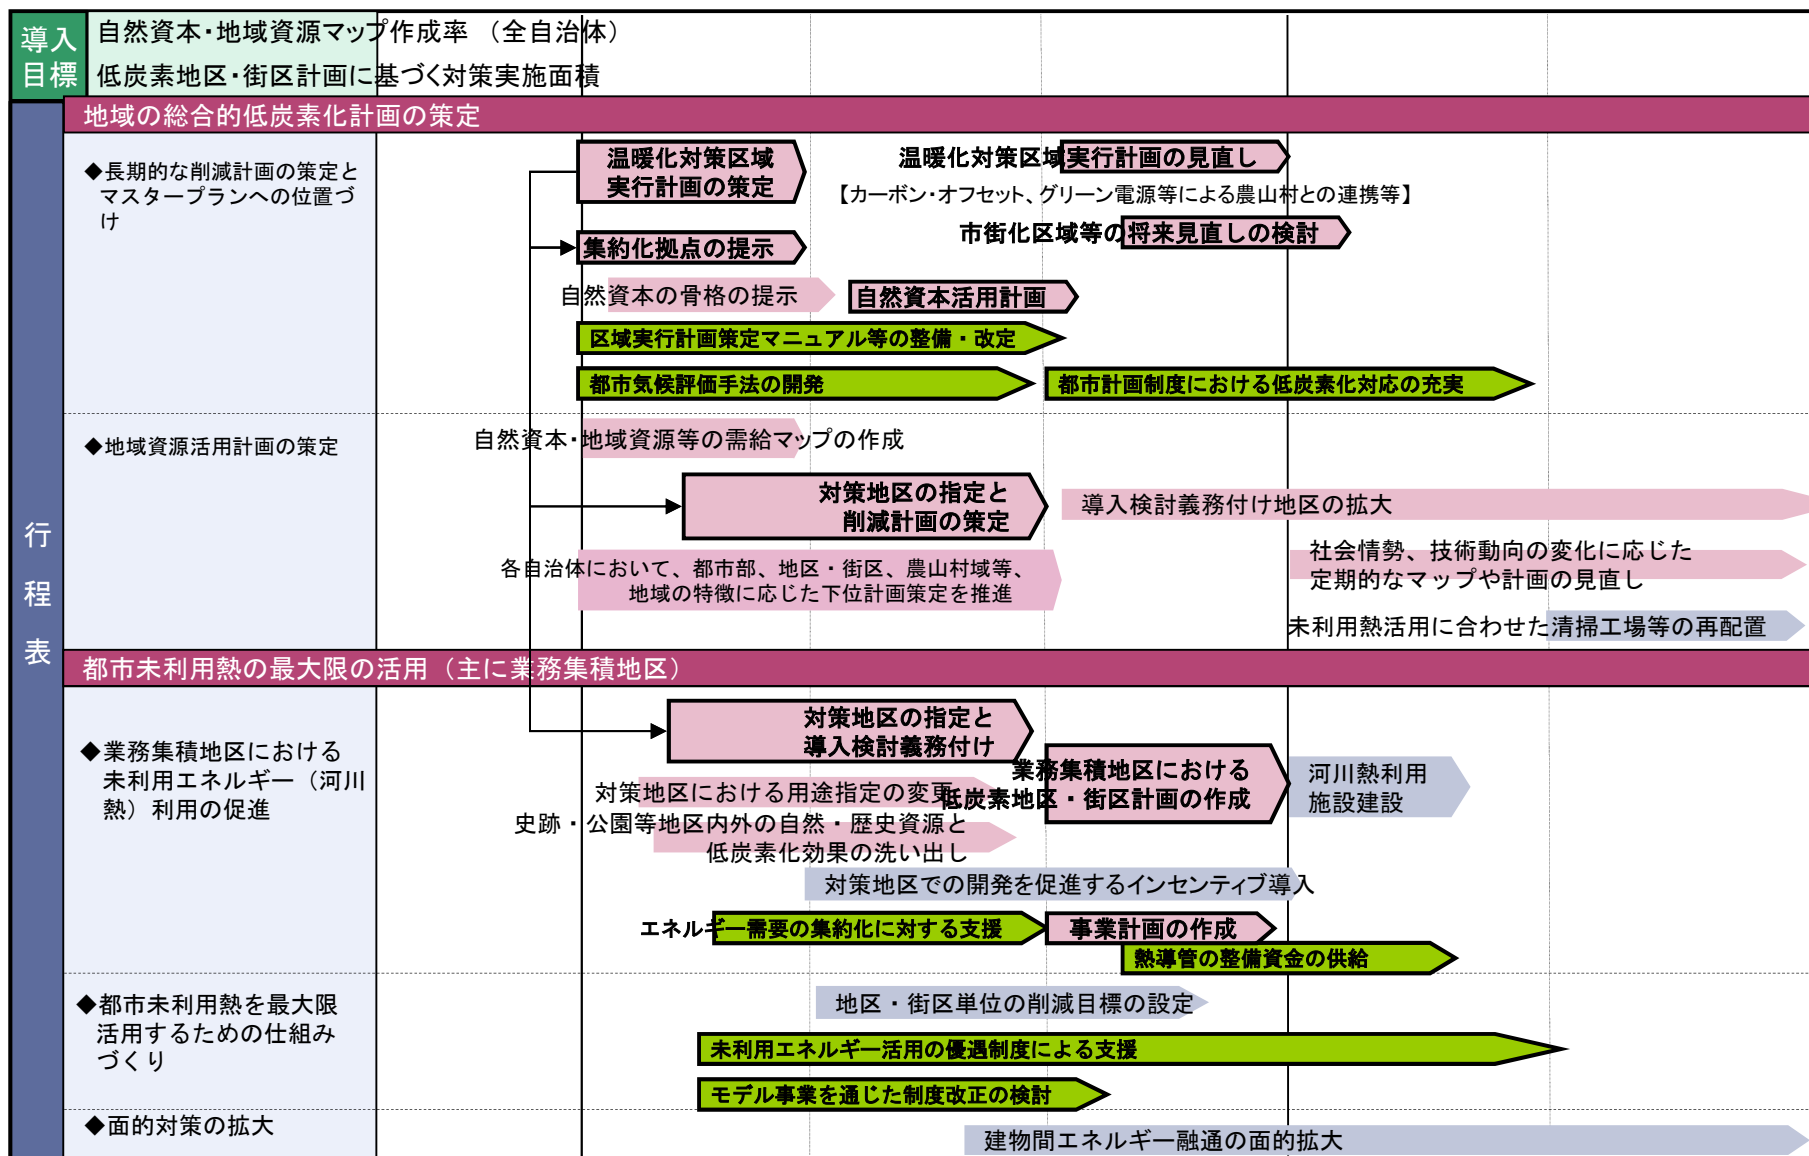 導入
目標
自然資本・地域資源マップ作成率 （全自治体）
低炭素地区・街区計画に基づく対策実施面積
行
程
表
地域の総合的低炭素化計画の策定
◆長期的な削減計画の策定と
マスタープランへの位置づ
け
温暖化対策区域
実行計画の策定
温暖化対策区域実行計画の見直し
【カーボン・オフセット、グリーン電源等による農山村との連携等】
市街化区域等の将来見直しの検討
集約化拠点の提示
自然資本の骨格の提示
自然資本活用計画
区域実行計画策定マニュアル等の整備・改定
都市気候評価手法の開発
都市計画制度における低炭素化対応の充実
◆地域資源活用計画の策定
自然資本・地域資源等の需給マップの作成
対策地区の指定と
削減計画の策定
導入検討義務付け地区の拡大
各自治体において、都市部、地区・街区、農山村域等、
地域の特徴に応じた下位計画策定を推進
社会情勢、技術動向の変化に応じた
定期的なマップや計画の見直し
未利用熱活用に合わせた清掃工場等の再配置
都市未利用熱の最大限の活用（主に業務集積地区）
◆業務集積地区における
未利用エネルギー（河川
熱）利用の促進
対策地区の指定と
導入検討義務付け
業務集積地区における
低炭素地区・街区計画の作成
河川熱利用
施設建設
対策地区における用途指定の変更
史跡・公園等地区内外の自然・歴史資源と
低炭素化効果の洗い出し
対策地区での開発を促進するインセンティブ導入
エネルギー需要の集約化に対する支援
事業計画の作成
熱導管の整備資金の供給
◆都市未利用熱を最大限
活用するための仕組み
づくり
地区・街区単位の削減目標の設定
未利用エネルギー活用の優遇制度による支援
モデル事業を通じた制度改正の検討
◆面的対策の拡大
建物間エネルギー融通の面的拡大